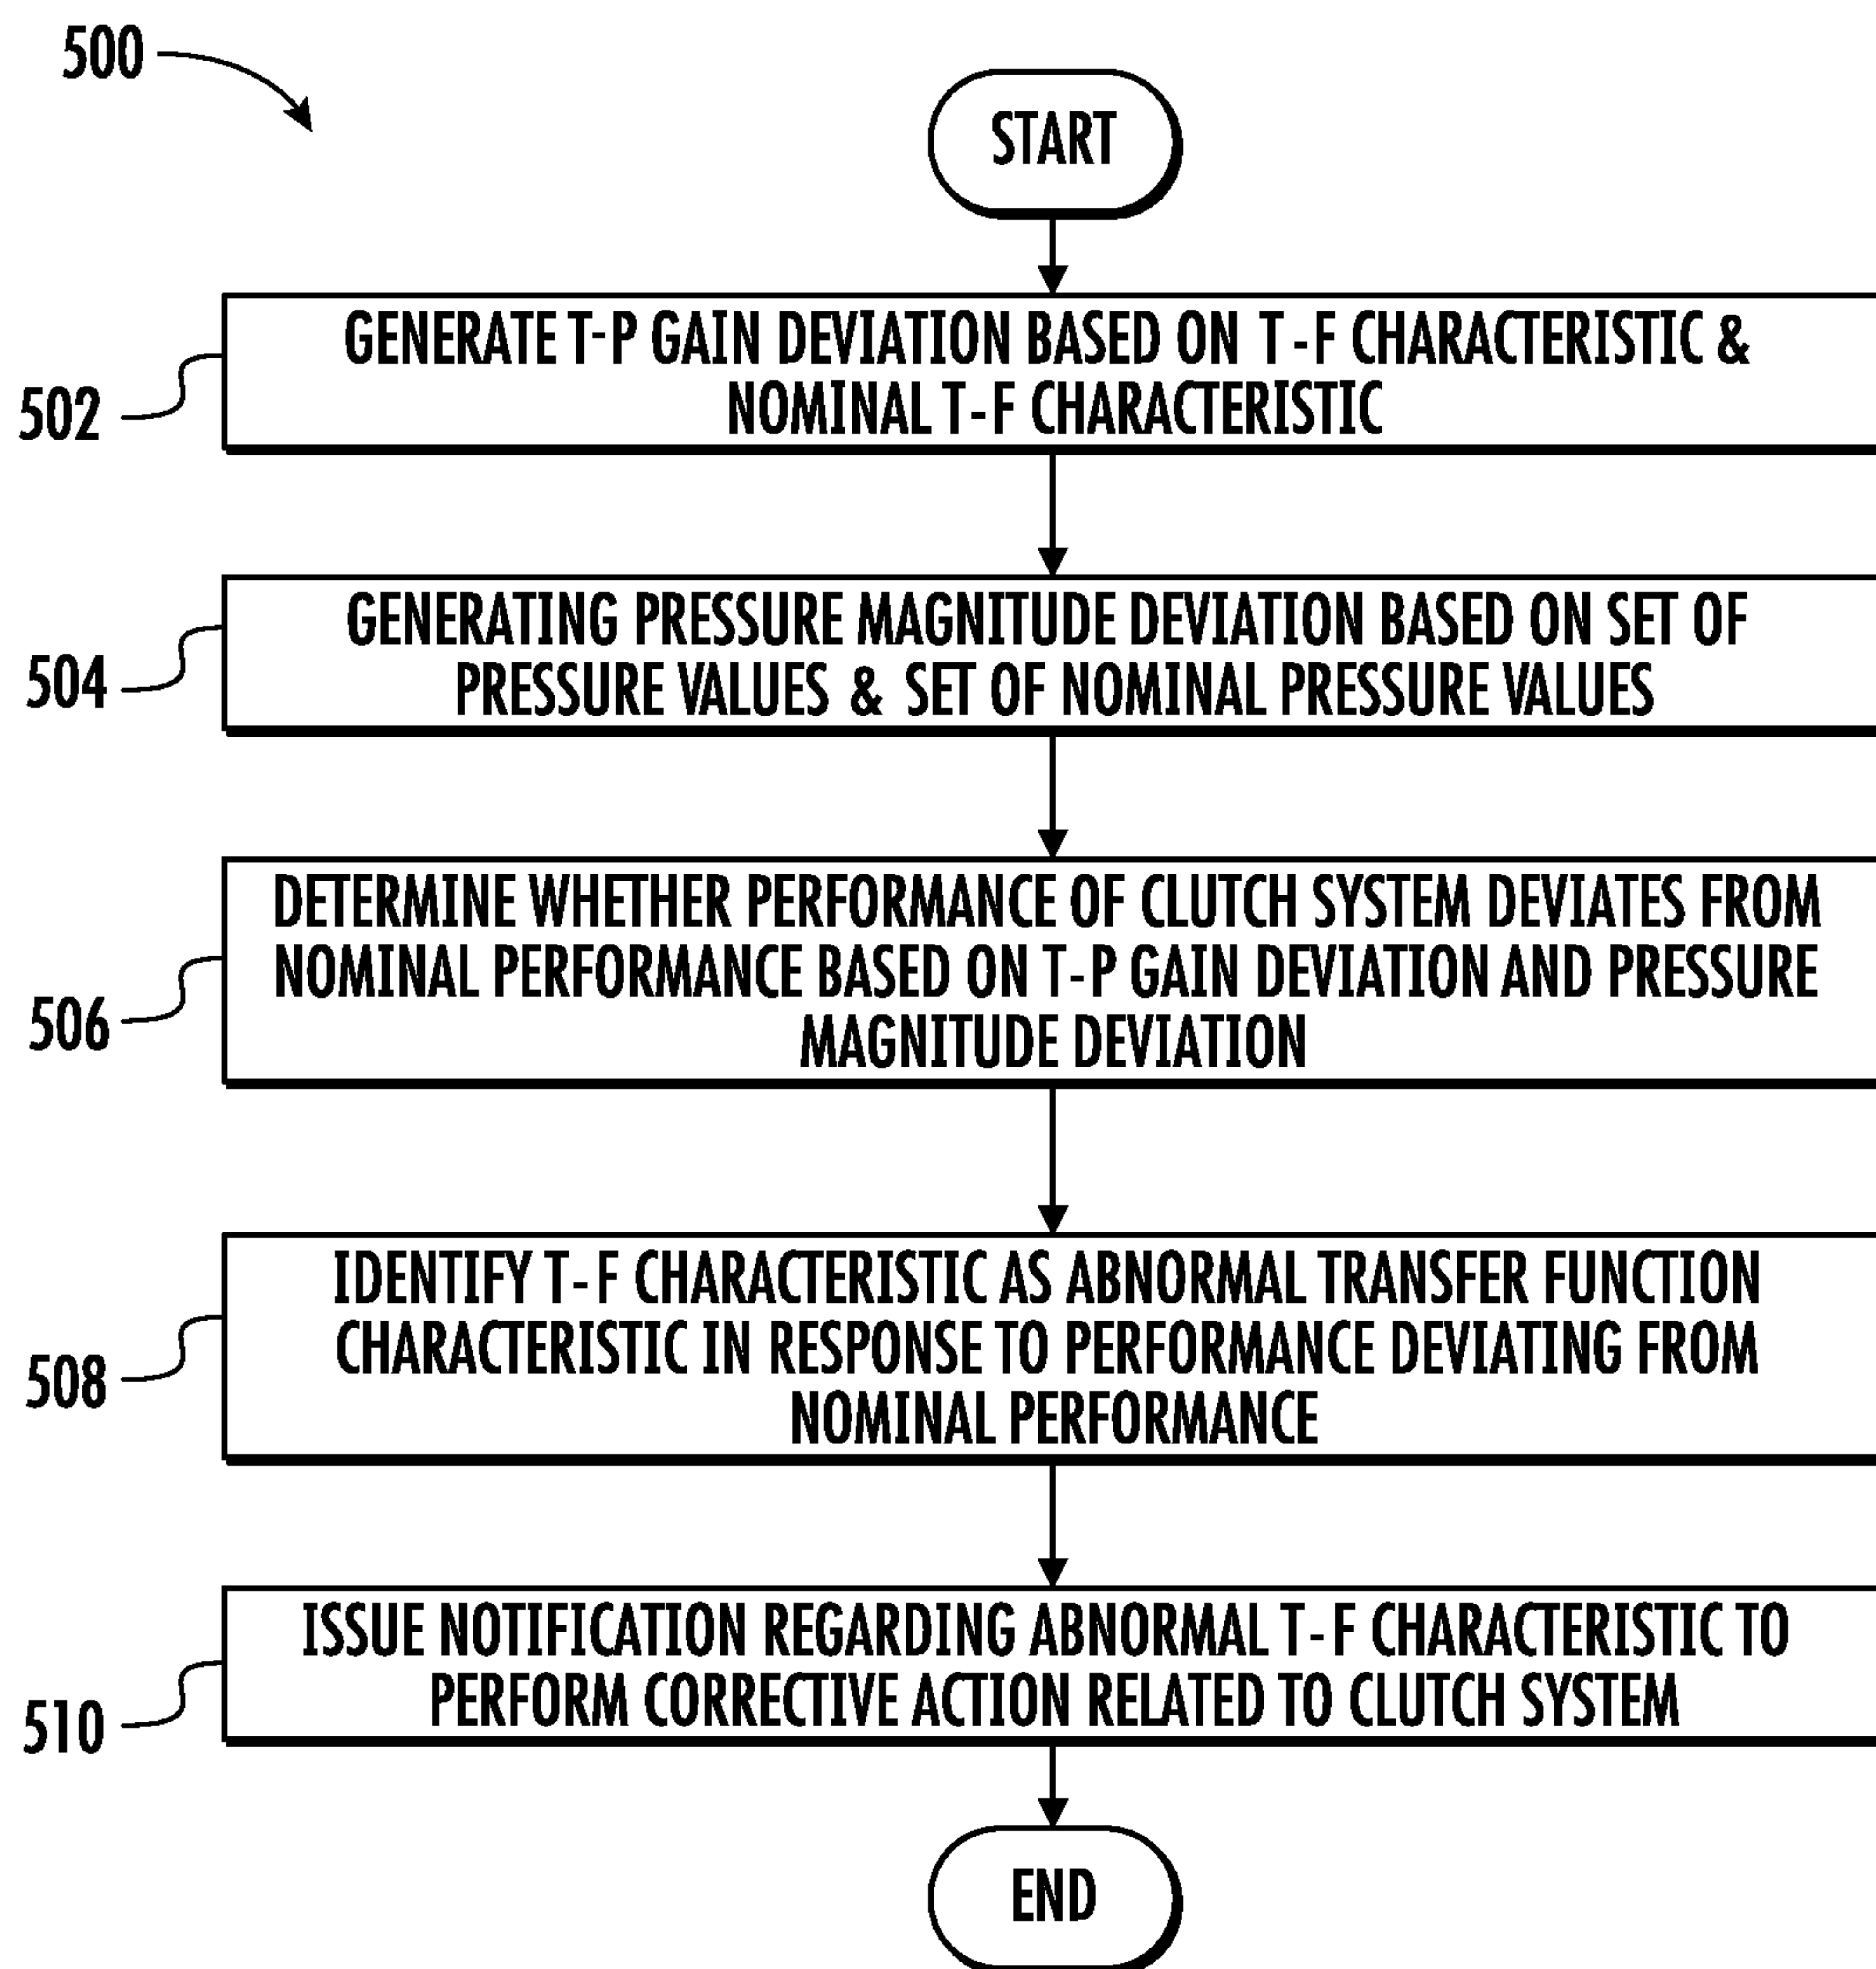 500
START
GENERATE T-P GAIN DEVIATION BASED ON T-F CHARACTERISTIC &
NOMINAL T-F CHARACTERISTIC
502
GENERATING PRESSURE MAGNITUDE DEVIATION BASED ON SET OF
PRESSURE VALUES & SET OF NOMINAL PRESSURE VALUES
504
DETERMINE WHETHER PERFORMANCE OF CLUTCH SYSTEM DEVIATES FROM
NOMINAL PERFORMANCE BASED ON T-P GAIN DEVIATION AND PRESSURE
MAGNITUDE DEVIATION
506
IDENTIFY T-F CHARACTERISTIC AS ABNORMAL TRANSFER FUNCTION
CHARACTERISTIC IN RESPONSE TO PERFORMANCE DEVIATING FROM
NOMINAL PERFORMANCE
508
ISSUE NOTIFICATION REGARDING ABNORMAL T-F CHARACTERISTIC TO
PERFORM CORRECTIVE ACTION RELATED TO CLUTCH SYSTEM
510
END